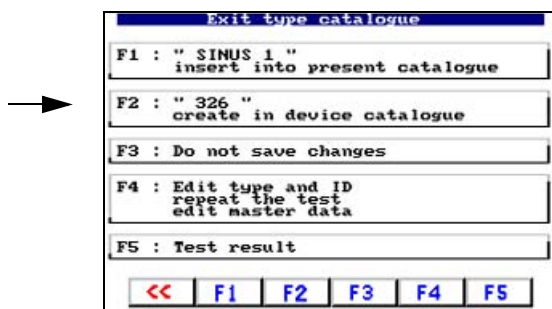 Exit type catalogue
F1 : " SINUS 1 "
insert into present catalogue
F2 : " 326 "
create in device catalogue
F3 : Do not save changes
F4 : Edit type and ID
repeat the test
edit master data
F5 : Test result
<< F1 F2 F3 F4 F5